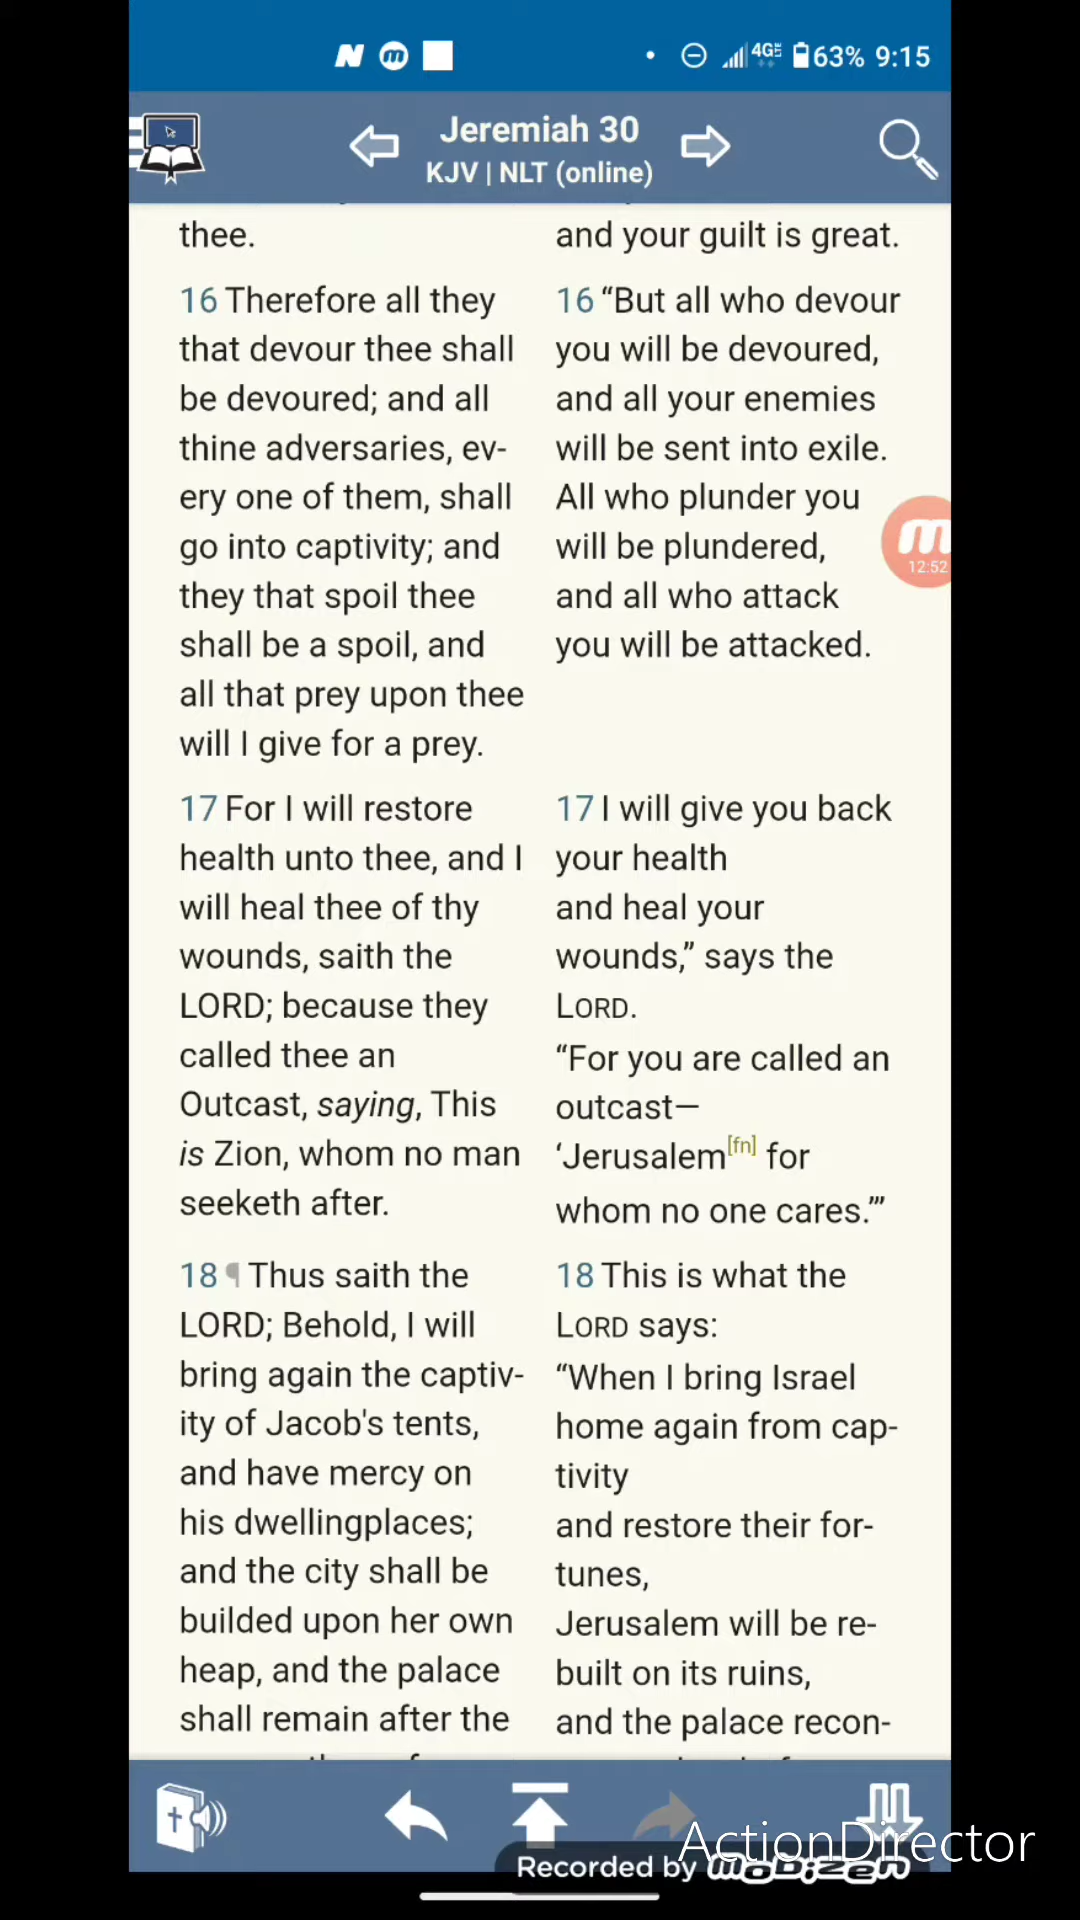 4G 63% 9:15
Jeremiah 30
KJV | NLT (online)
thee.
16 Therefore all they
that devour thee shall
be devoured; and all
thine adversaries, ev-
ery one of them, shall
go into captivity; and
they that spoil thee
shall be a spoil, and
all that prey upon thee
will I give for a prey.
17 For I will restore
health unto thee, and I
will heal thee of thy
wounds, saith the
LORD; because they
called thee an
Outcast, saying, This
is Zion, whom no man
seeketh after.
18 ¶ Thus saith the
LORD; Behold, I will
bring again the captiv-
ity of Jacob's tents,
and have mercy on
his dwellingplaces;
and the city shall be
builded upon her own
heap, and the palace
shall remain after the
and your guilt is great.
16 “But all who devour
you will be devoured,
and all your enemies
will be sent into exile.
All who plunder you
will be plundered,
and all who attack
you will be attacked.
17 I will give you back
your health
and heal your
wounds,” says the
LORD.
“For you are called an
outcast—
‘Jerusalem[fn] for
whom no one cares.’”
18 This is what the
LORD says:
“When I bring Israel
home again from cap-
tivity
and restore their for-
tunes,
Jerusalem will be re-
built on its ruins,
and the palace recon-
m
12:52
ActionDirector
Recorded by mobizen